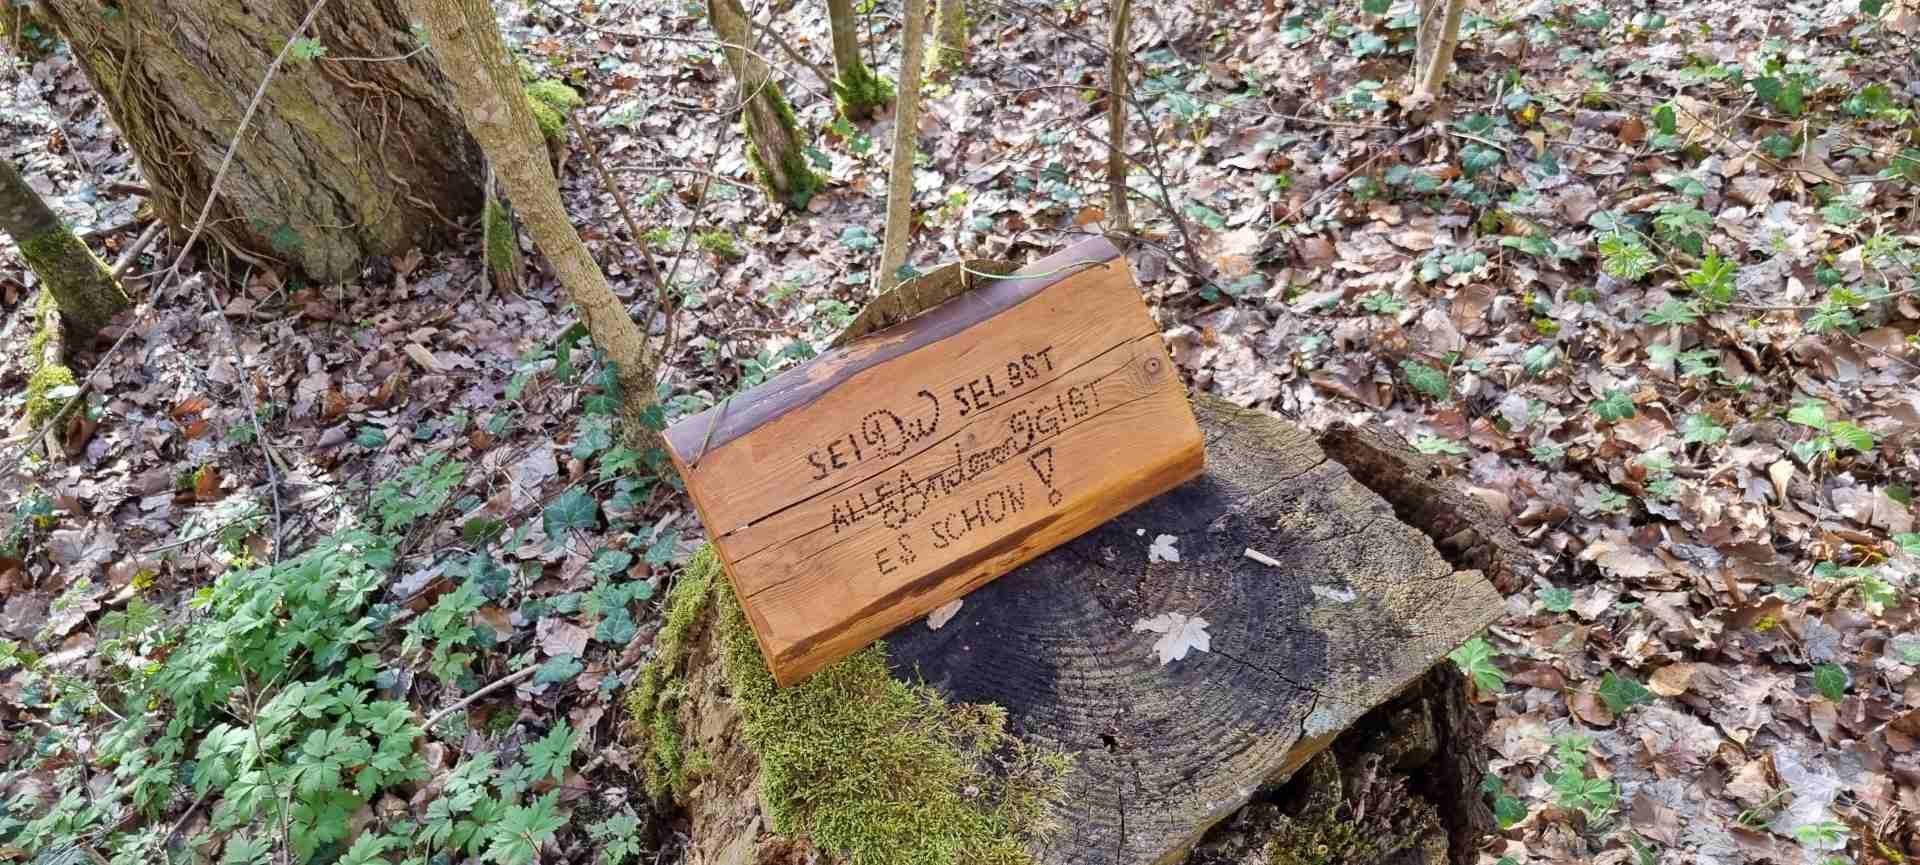 SEI Du SELBST
ALLE Anderen GIBT
ES SCHON!